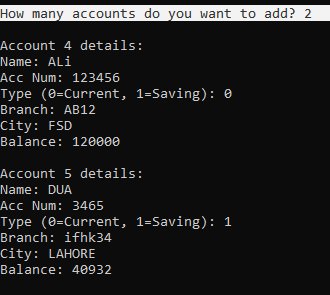 How many accounts do you want to add? 2
Account 4 details:
Name: ALi
Acc Num: 123456
Type (0=Current, 1=Saving): 0
Branch: AB12
City: FSD
Balance: 120000
Account 5 details:
Name: DUA
Acc Num: 3465
Type (0=Current, 1=Saving): 1
Branch: ifhk34
City: LAHORE
Balance: 40932